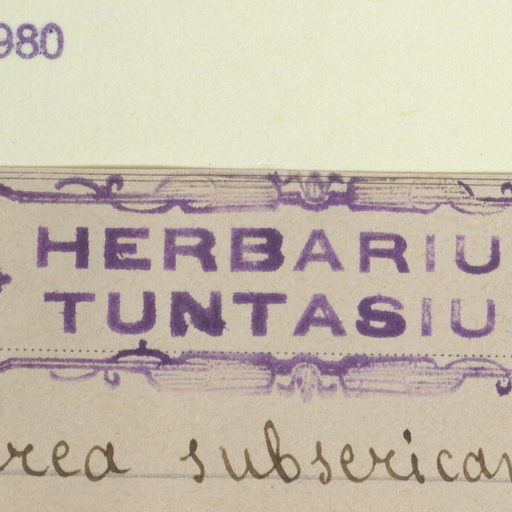 980
HERBARIU
TUNTASIU
rea subserican